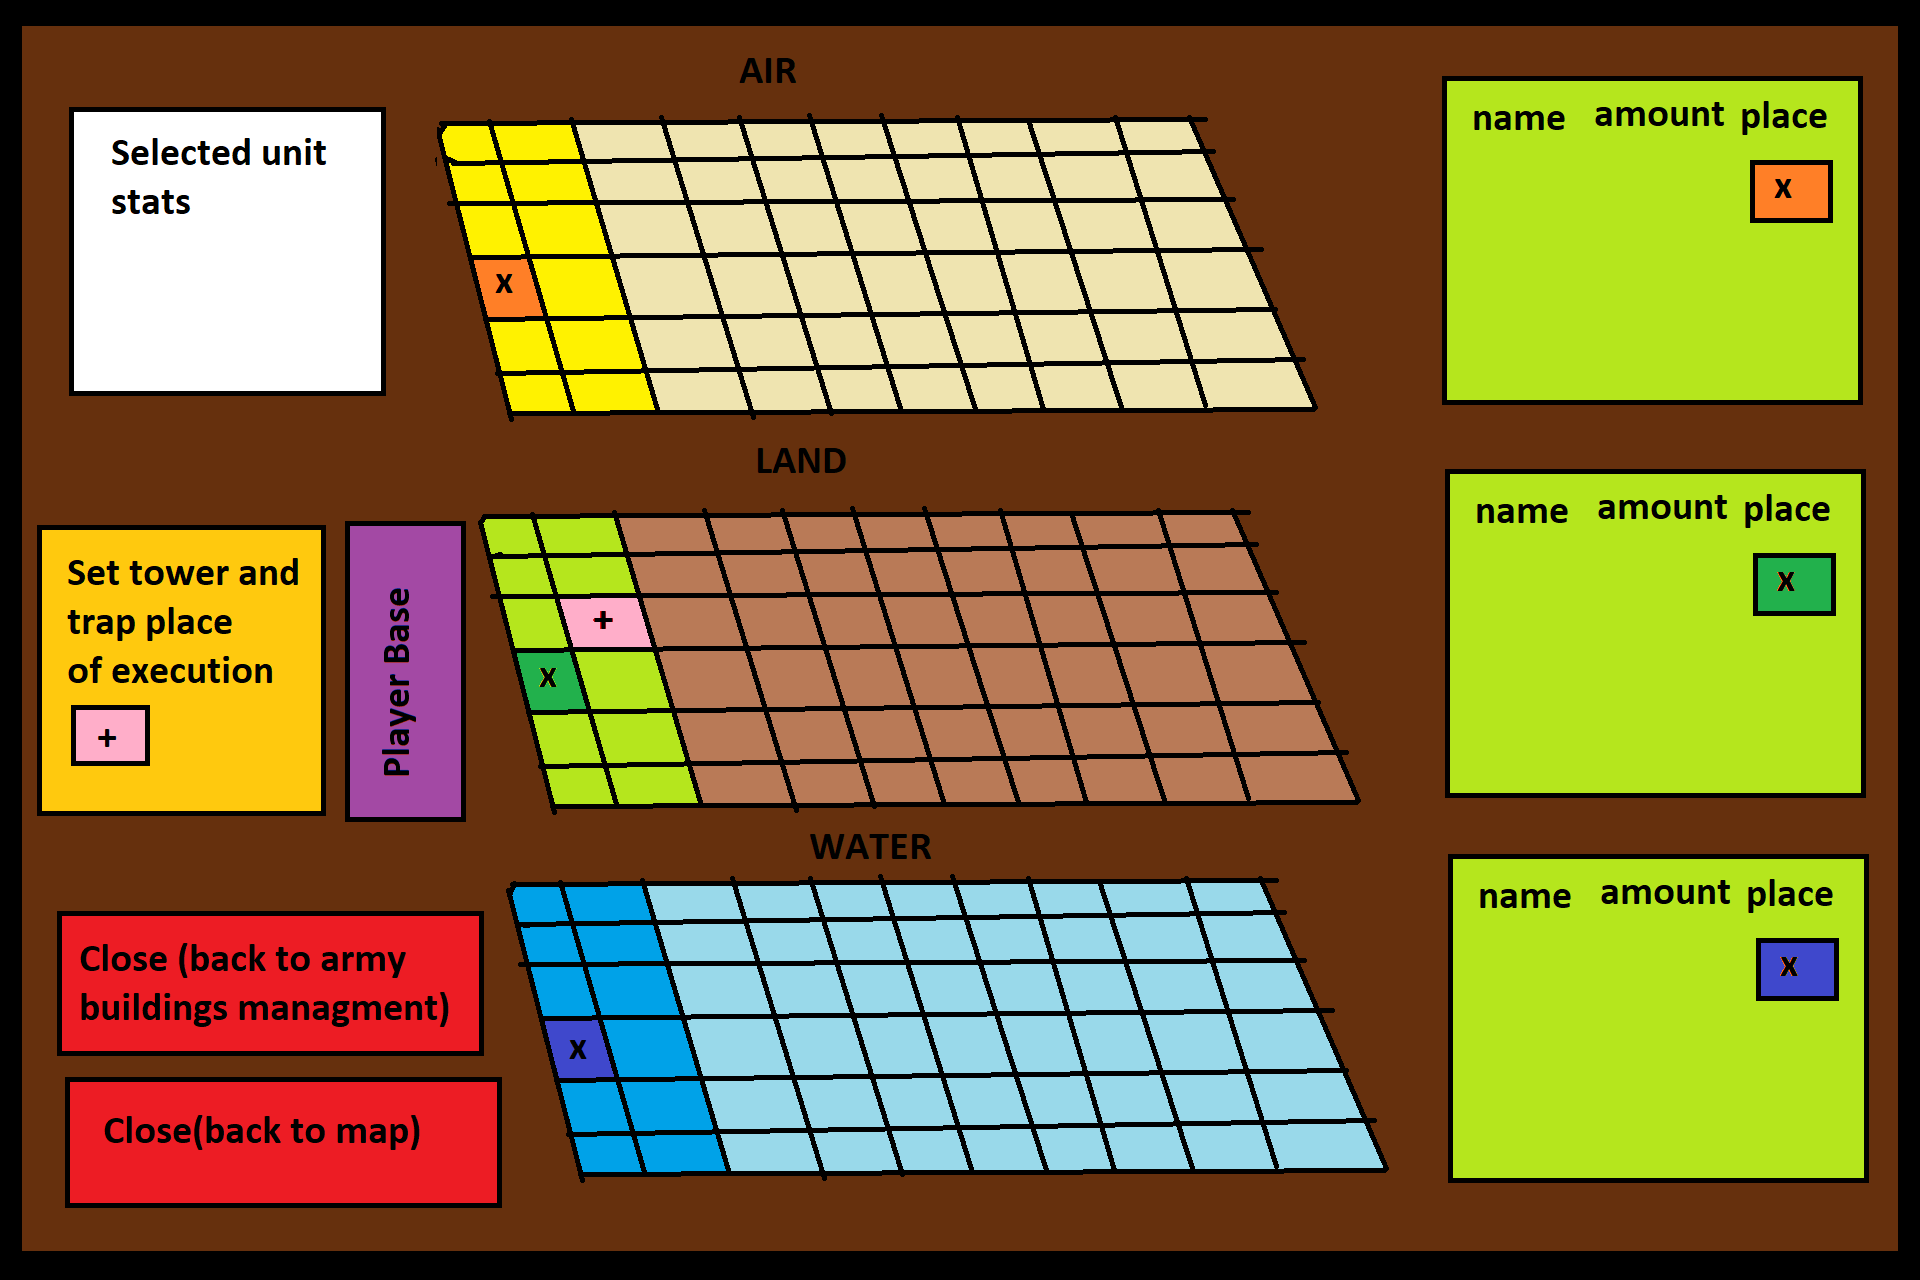 AIR
Selected unit
stats
name amount place
x
x
LAND
name amount place
x
Set tower and
trap place
of execution
+
Player Base
+
x
WATER
name amount place
x
Close (back to army
buildings managment)
x
Close(back to map)